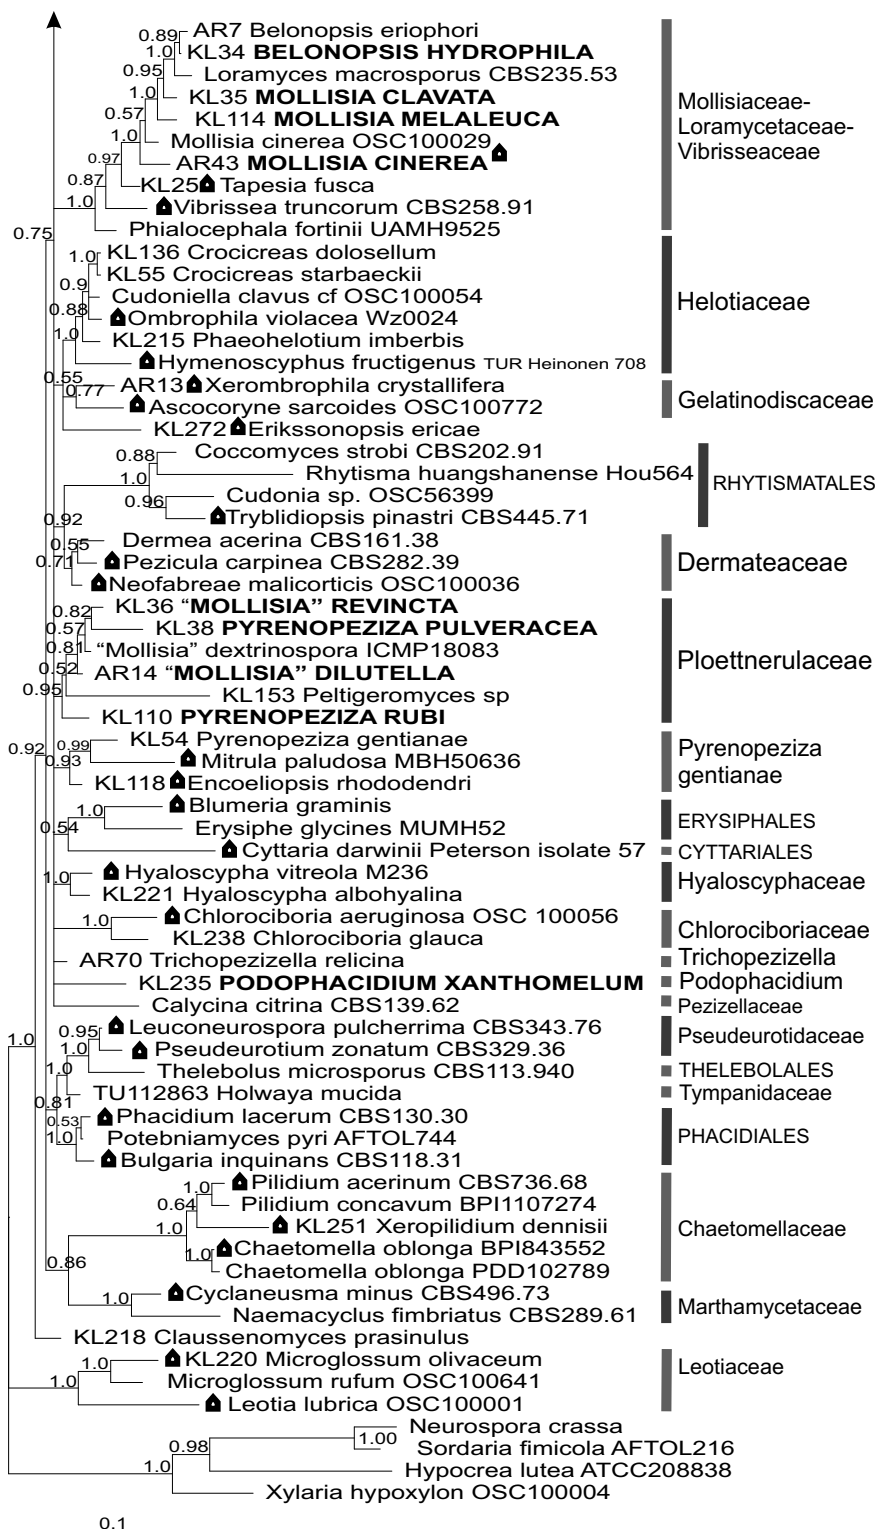 0.89 AR7 Belonopsis eriophori
1.0 KL34 BELONOPSIS HYDROPHILA
0.95 Loramyces macrosporus CBS235.53
1.0 KL35 MOLLISIA CLAVATA
0.57 KL114 MOLLISIA MELALEUCA
1.0 Mollisia cinerea OSC100029
0.97 AR43 MOLLISIA CINEREA
0.87 KL25 Tapesia fusca
1.0 Vibrissea truncorum CBS258.91
Phialocephala fortinii UAMH9525
Mollisiaceae-
Loramycetaceae-
Vibrisseaceae
0.75
1.0 KL136 Crocicreas dolosellum
KL55 Crocicreas starbaeckii
0.9 Cudoniella clavus cf OSC100054
0.88 Ombrophila violacea Wz0024
1.0 KL215 Phaeohelotium imberbis
Hymenoscyphus fructigenus TUR Heinonen 708
Helotiaceae
0.55 AR13 Xerombrophila crystallifera
0.77 Ascocoryne sarcoides OSC100772
Gelatinodiscaceae
KL272 Erikssonopsis ericae
0.88 Coccomyces strobi CBS202.91
1.0 Rhytisma huangshanense Hou564
0.96 Cudonia sp. OSC56399
Tryblidiopsis pinastri CBS445.71
RHYTISMATALES
0.92
0.55 Dermea acerina CBS161.38
0.71 Pezicula carpinea CBS282.39
Neofabreae malicorticis OSC100036
Dermateaceae
0.82 KL36 “MOLLISIA” REVINCTA
0.57 KL38 PYRENOPEZIZA PULVERACEA
0.81 “Mollisia” dextrinospora ICMP18083
0.52 AR14 “MOLLISIA” DILUTELLA
0.95 KL153 Peltigeromyces sp
KL110 PYRENOPEZIZA RUBI
Ploettnerulaceae
0.92
0.99 KL54 Pyrenopeziza gentianae
0.93 Mitrula paludosa MBH50636
KL118 Encoeliopsis rhododendri
Pyrenopeziza
gentianae
1.0 Blumeria graminis
0.54 Erysiphe glycines MUMH52
ERYSIPHALES
Cyttaria darwinii Peterson isolate 57
CYTTARIALES
1.0 Hyaloscypha vitreola M236
KL221 Hyaloscypha albohyalina
Hyaloscyphaceae
1.0 Chlorociboria aeruginosa OSC 100056
KL238 Chlorociboria glauca
Chlorociboriaceae
AR70 Trichopezizella relicina
Trichopezizella
KL235 PODOPHACIDIUM XANTHOMELUM
Podophacidium
Calycina citrina CBS139.62
Pezizellaceae
1.0
0.95 Leuconeurospora pulcherrima CBS343.76
1.0 Pseudeurotium zonatum CBS329.36
Pseudeurotidaceae
1.0 Thelebolus microsporus CBS113.940
THELEBOLALES
TU112863 Holwaya mucida
Tympanidaceae
0.81
0.53 Phacidium lacerum CBS130.30
1.0 Potebniamyces pyri AFTOL744
Bulgaria inquinans CBS118.31
PHACIDIALES
1.0 Pilidium acerinum CBS736.68
0.64 Pilidium concavum BPI1107274
1.0 KL251 Xeropilidium dennisii
1.0 Chaetomella oblonga BPI843552
Chaetomella oblonga PDD102789
Chaetomellaceae
0.86
1.0 Cyclaneusma minus CBS496.73
Naemacyclus fimbriatus CBS289.61
Marthamycetaceae
KL218 Claussenomyces prasinulus
1.0 KL220 Microglossum olivaceum
1.0 Microglossum rufum OSC100641
Leotia lubrica OSC100001
Leotiaceae
Neurospora crassa
1.00 Sordaria fimicola AFTOL216
0.98 Hypocrea lutea ATCC208838
1.0 Xylaria hypoxylon OSC100004
0.1